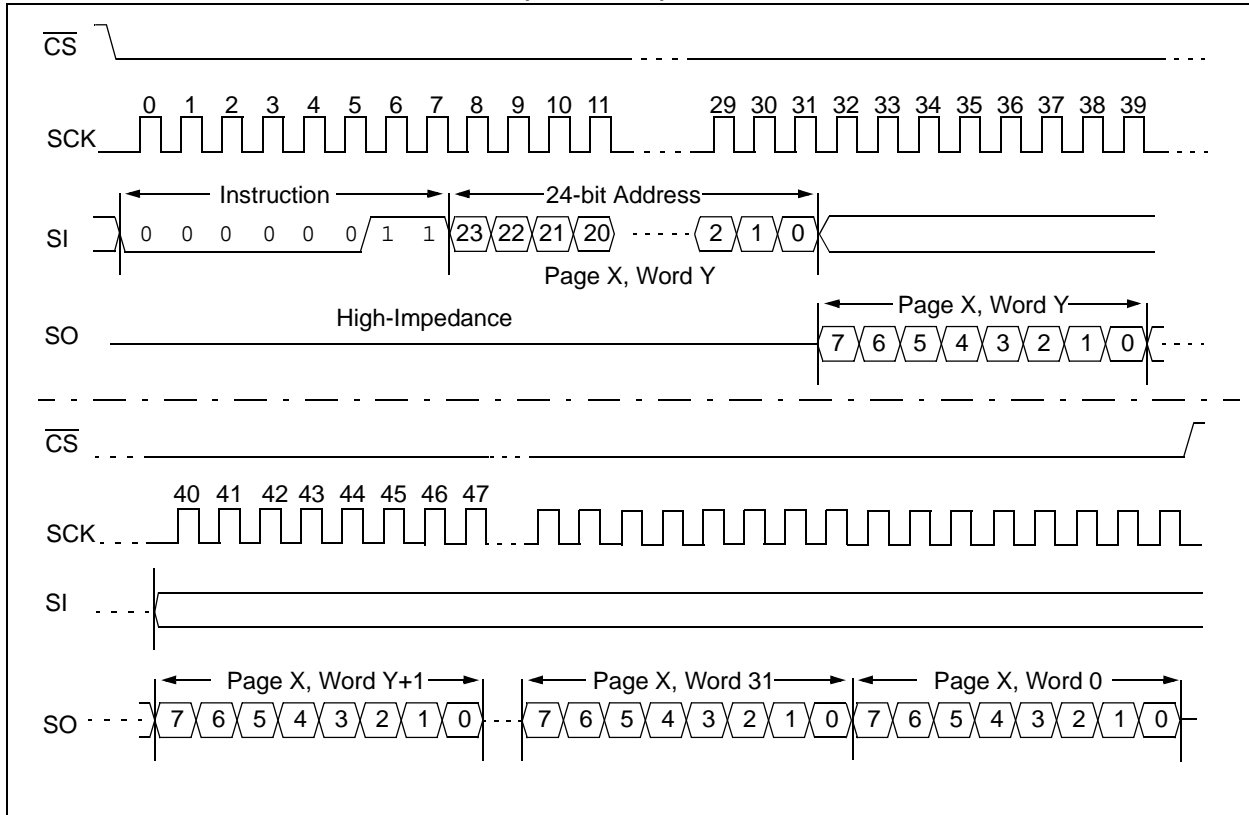 CS
0 1 2 3 4 5 6 7 8 9 10 11 29 30 31 32 33 34 35 36 37 38 39
SCK
Instruction 24-bit Address
SI 0 0 0 0 0 0 1 1 23 22 21 20 2 1 0
Page X, Word Y
Page X, Word Y
High-Impedance
SO 7 6 5 4 3 2 1 0
CS
40 41 42 43 44 45 46 47
SCK
SI
Page X, Word Y+1 Page X, Word 31 Page X, Word 0
SO 7 6 5 4 3 2 1 0 7 6 5 4 3 2 1 0 7 6 5 4 3 2 1 0